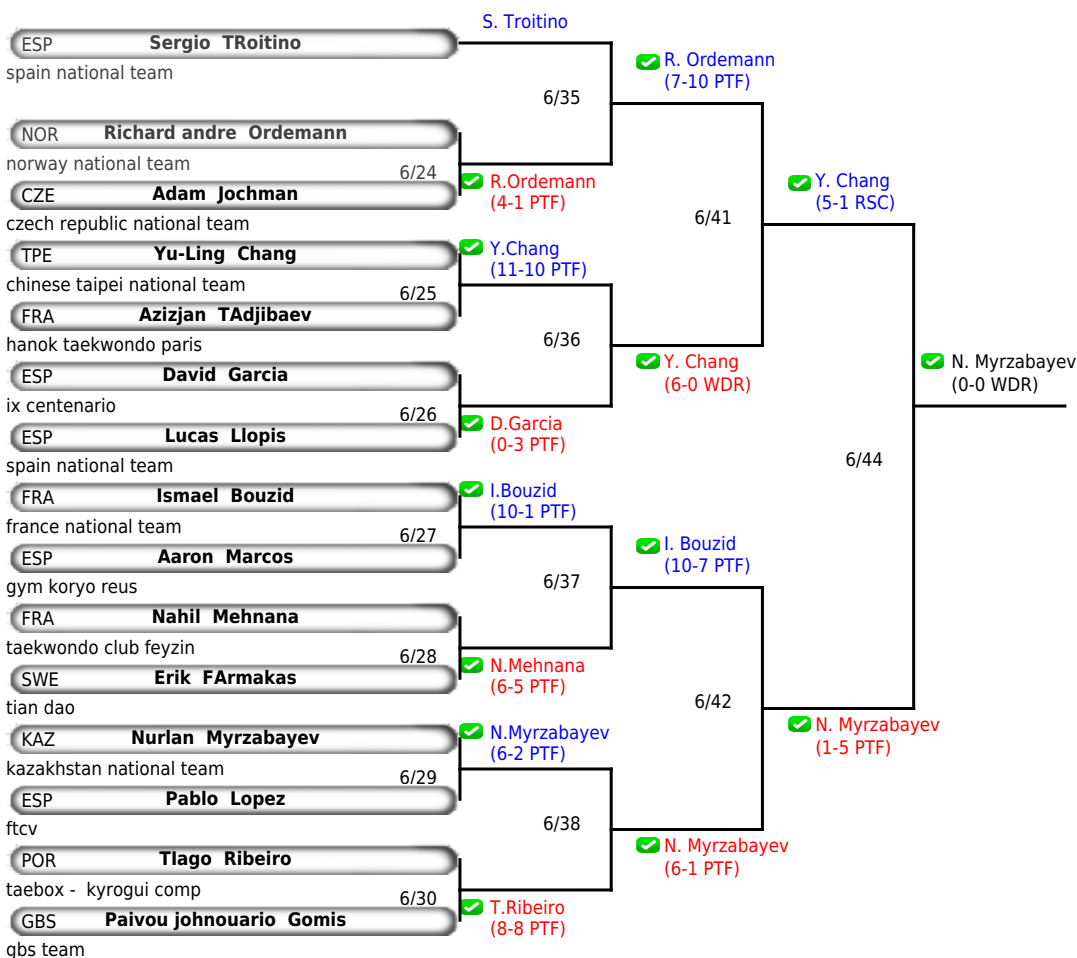 S. Troitino
ESP Sergio TRoitino
spain national team
R. Ordemann
(7-10 PTF)
6/35
NOR Richard andre Ordemann
norway national team
6/24
CZE Adam Jochman
czech republic national team
R.Ordemann
(4-1 PTF)
Y. Chang
(5-1 RSC)
6/41
TPE Yu-Ling Chang
chinese taipei national team
Y.Chang
(11-10 PTF)
6/25
FRA Azizjan TAdjibaev
hanok taekwondo paris
6/36
Y. Chang
(6-0 WDR)
N. Myrzabayev
(0-0 WDR)
ESP David Garcia
ix centenario
6/26
ESP Lucas Llopis
spain national team
D.Garcia
(0-3 PTF)
6/44
FRA Ismael Bouzid
france national team
I.Bouzid
(10-1 PTF)
6/27
ESP Aaron Marcos
gym koryo reus
I. Bouzid
(10-7 PTF)
6/37
FRA Nahil Mehnana
taekwondo club feyzin
6/28
SWE Erik FArmakas
tian dao
N.Mehnana
(6-5 PTF)
6/42
KAZ Nurlan Myrzabayev
kazakhstan national team
N.Myrzabayev
(6-2 PTF)
N. Myrzabayev
(1-5 PTF)
6/29
ESP Pablo Lopez
ftcv
6/38
N. Myrzabayev
(6-1 PTF)
POR TIago Ribeiro
taebox - kyrogui comp
6/30
GBS Paivou johnouario Gomis
gbs team
T.Ribeiro
(8-8 PTF)